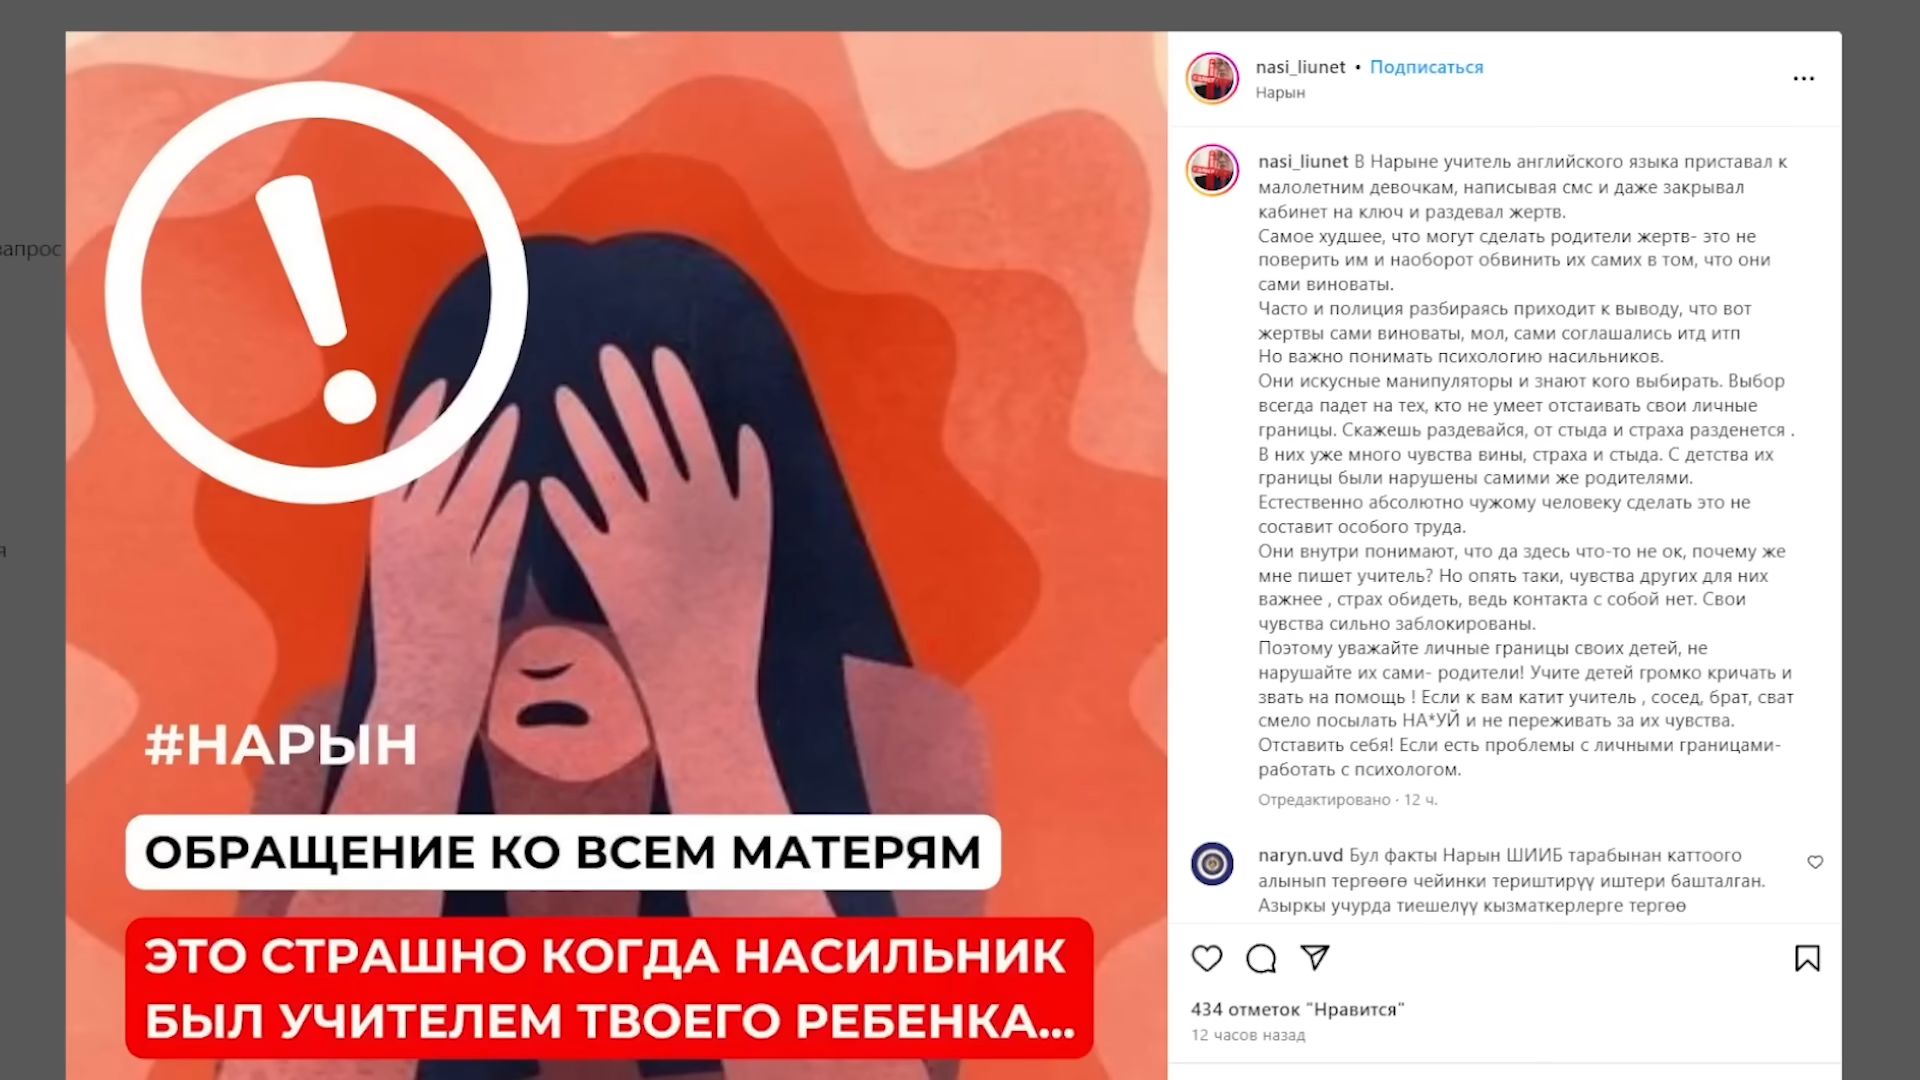 #НАРЫН
ОБРАЩЕНИЕ КО ВСЕМ МАТЕРЯМ
ЭТО СТРАШНО КОГДА НАСИЛЬНИК
БЫЛ УЧИТЕЛЕМ ТВОЕГО РЕБЕНКА...
запрос
я
nasi_liunet • Подписаться
Нарын
nasi_liunet В Нарыне учитель английского языка приставал к
малолетним девочкам, написывая смс и даже закрывал
кабинет на ключ и раздевал жертв.
Самое худшее, что могут сделать родители жертв- это не
поверить им и наоборот обвинить их самих в том, что они
сами виноваты.
Часто и полиция разбираясь приходит к выводу, что вот
жертвы сами виноваты, мол, сами соглашались итд итп
Но важно понимать психологию насильников.
Они искусные манипуляторы и знают кого выбирать. Выбор
всегда падет на тех, кто не умеет отстаивать свои личные
границы. Скажешь раздевайся, от стыда и страха разденется .
В них уже много чувства вины, страха и стыда. С детства их
границы были нарушены самими же родителями.
Естественно абсолютно чужому человеку сделать это не
составит особого труда.
Они внутри понимают, что да здесь что-то не ок, почему же
мне пишет учитель? Но опять таки, чувства других для них
важнее , страх обидеть, ведь контакта с собой нет. Свои
чувства сильно заблокированы.
Поэтому уважайте личные границы своих детей, не
нарушайте их сами- родители! Учите детей громко кричать и
звать на помощь ! Если к вам катит учитель , сосед, брат, сват
смело посылать НА*УЙ и не переживать за их чувства.
Отставить себя! Если есть проблемы с личными границами-
работать с психологом.
Отредактировано · 12 ч.
naryn.uvd Бул факты Нарын ШИИБ тарабынан каттоого
алынып тергөөгө чейинки териштирүү иштери башталган.
Азыркы учурда тиешелүү кызматкерлерге тергөө
434 отметок "Нравится"
12 часов назад